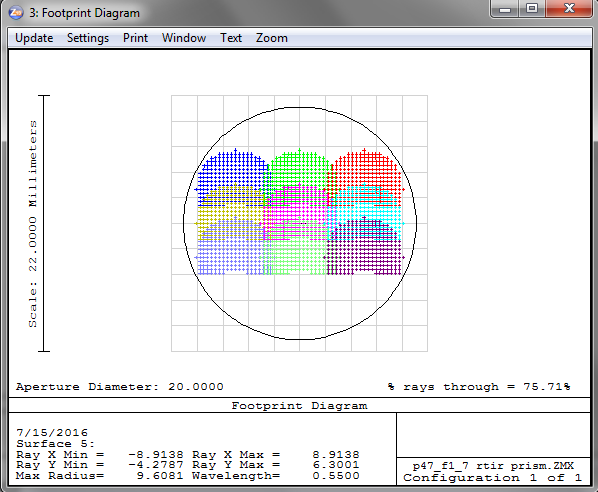 3: Footprint Diagram
Update Settings Print Window Text Zoom
Scale: 22.0000 Millimeters
Aperture Diameter: 20.0000 % rays through = 75.71%
Footprint Diagram
7/15/2016
Surface 5:
Ray X Min = -8.9138 Ray X Max = 8.9138
Ray Y Min = -4.2787 Ray Y Max = 6.3001
Max Radius= 9.6081 Wavelength= 0.5500
p47_f1_7 rtir prism.ZMX
Configuration 1 of 1